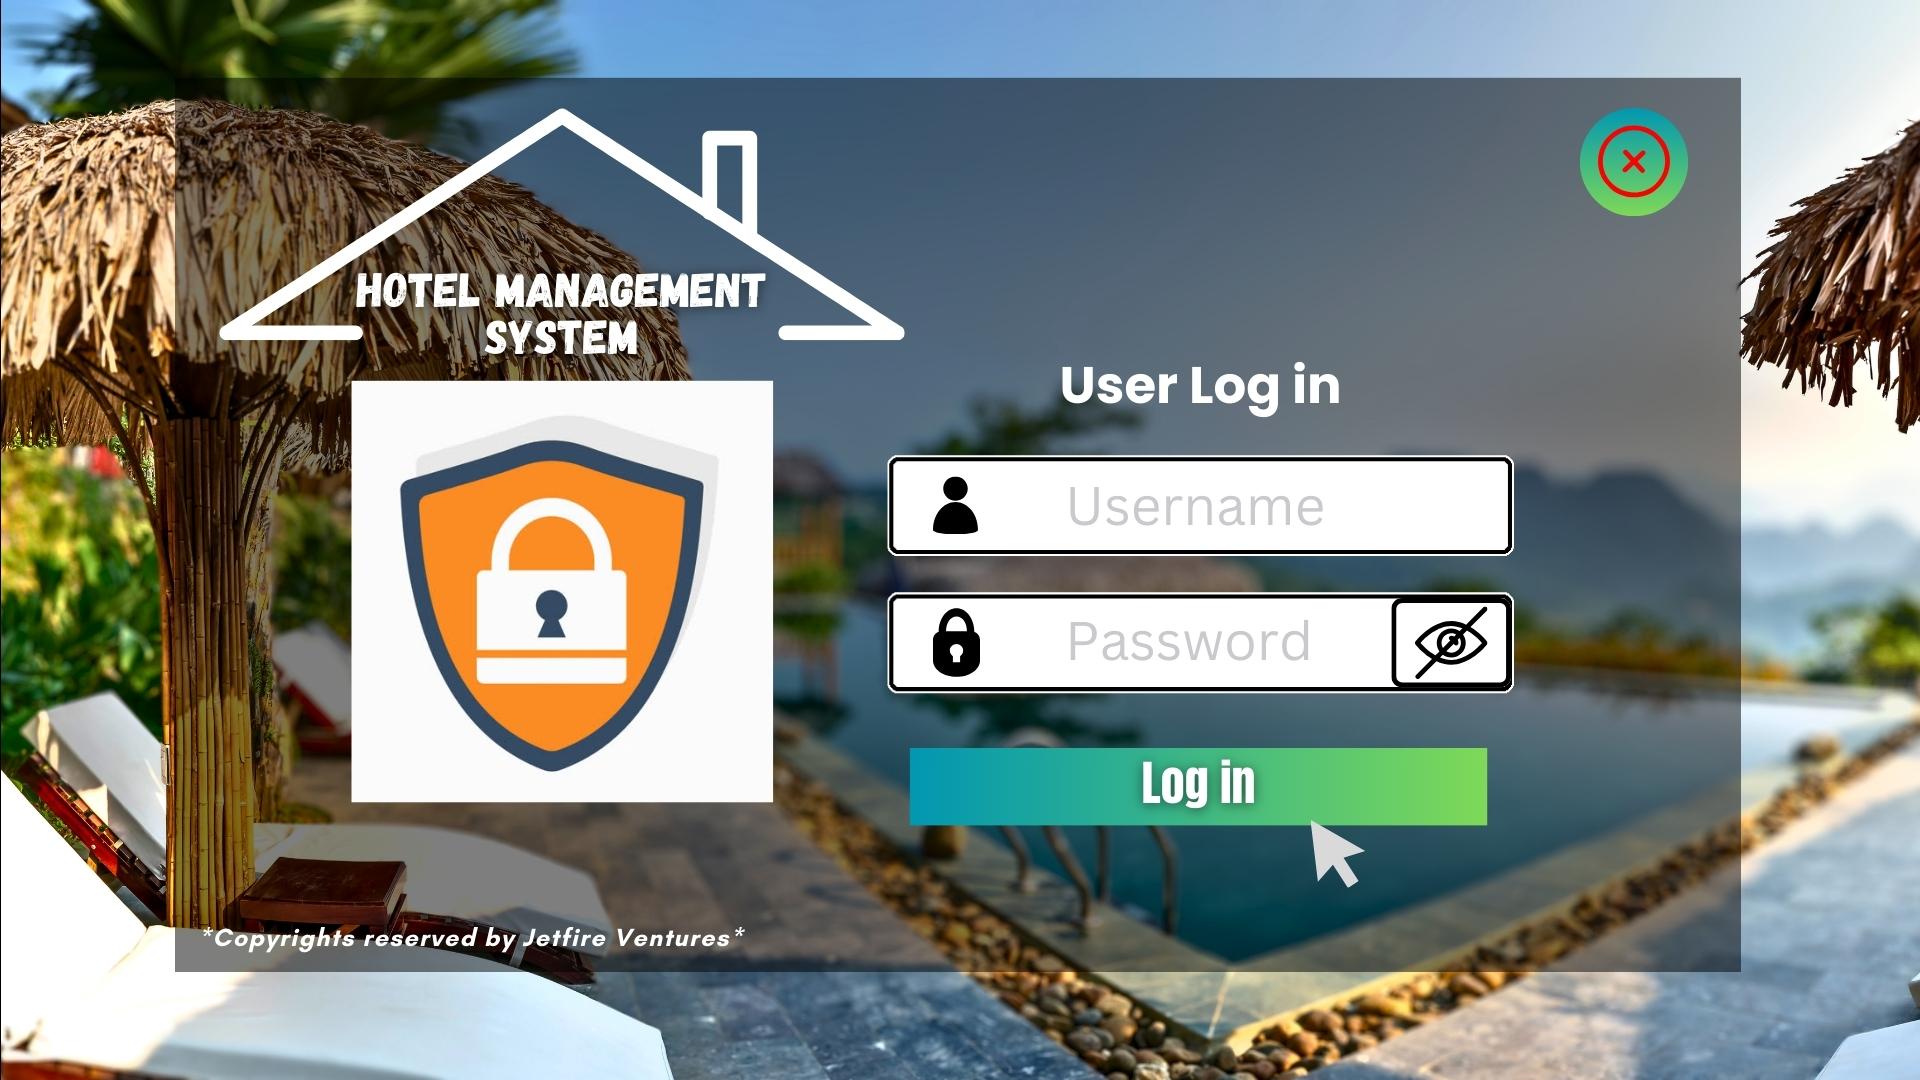 HOTEL MANAGEMENT
SYSTEM
User Log in
Username
Password
Log in
*Copyrights reserved by Jetfire Ventures*